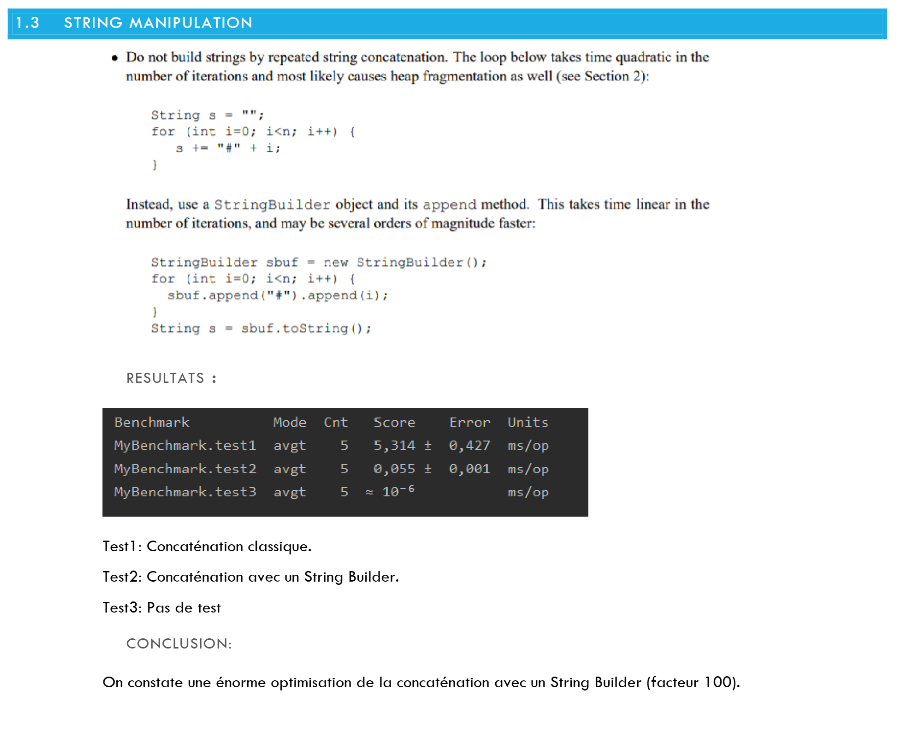 1.3 STRING MANIPULATION
• Do not build strings by repeated string concatenation. The loop below takes time quadratic in the
number of iterations and most likely causes heap fragmentation as well (see Section 2):
String s = "";
for (int i=0; i<n; i++) {
s += "#" + i;
}
Instead, use a StringBuilder object and its append method. This takes time linear in the
number of iterations, and may be several orders of magnitude faster:
StringBuilder sbuf = new StringBuilder();
for (int i=0; i<n; i++) {
sbuf.append("#").append(i);
}
String s = sbuf.toString();
RESULTATS :
Benchmark Mode Cnt Score Error Units
MyBenchmark.test1 avgt 5 5,314 ± 0,427 ms/op
MyBenchmark.test2 avgt 5 0,055 ± 0,001 ms/op
MyBenchmark.test3 avgt 5 ≈ 10⁻⁶ ms/op
Test1: Concaténation classique.
Test2: Concaténation avec un String Builder.
Test3: Pas de test
CONCLUSION:
On constate une énorme optimisation de la concaténation avec un String Builder (facteur 100).